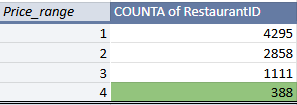 Price_range COUNTA of RestaurantID
1 4295
2 2858
3 1111
4 388